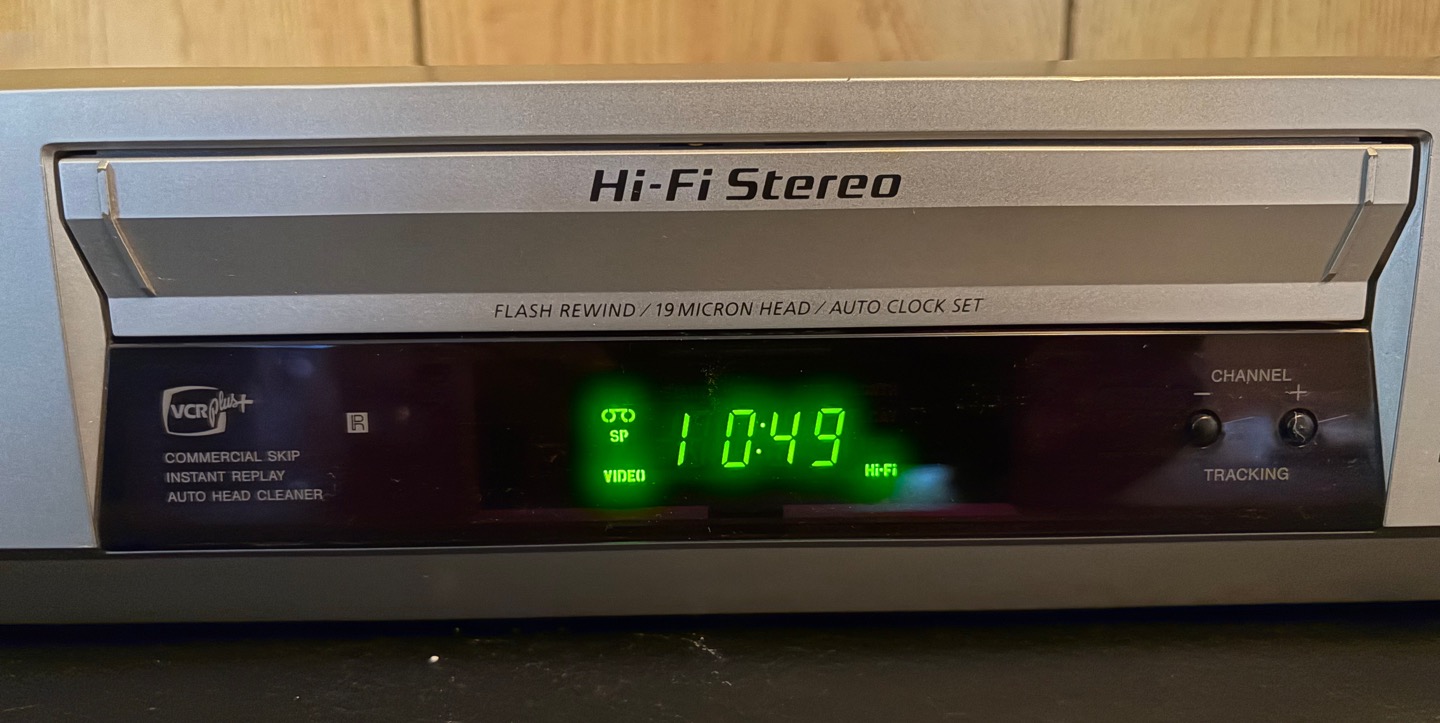 Hi-Fi Stereo
FLASH REWIND / 19 MICRON HEAD / AUTO CLOCK SET
VCR Plus+
R
COMMERCIAL SKIP
INSTANT REPLAY
AUTO HEAD CLEANER
SP
VIDEO
10:49
Hi-Fi
CHANNEL
− +
TRACKING